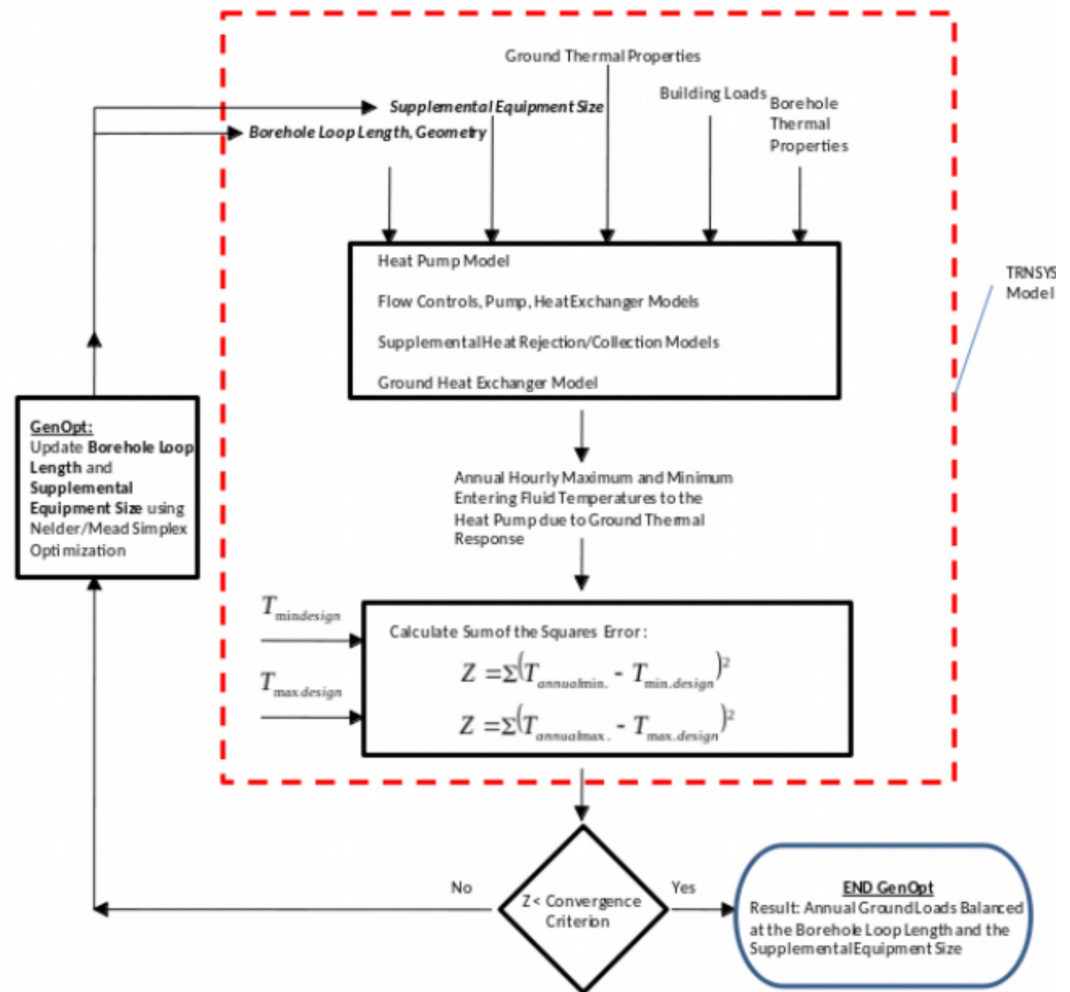 Ground Thermal Properties
Building Loads
Borehole
Thermal
Properties
Supplemental Equipment Size
Borehole Loop Length, Geometry
Heat Pump Model
Flow Controls, Pump, Heat Exchanger Models
Supplemental Heat Rejection/Collection Models
Ground Heat Exchanger Model
TRNSYS
Model
GenOpt:
Update Borehole Loop
Length and
Supplemental
Equipment Size using
Nelder/Mead Simplex
Optimization
Annual Hourly Maximum and Minimum
Entering Fluid Temperatures to the
Heat Pump due to Ground Thermal
Response
T mindesign
T max.design
Calculate Sum of the Squares Error:
Z =Σ(T annualmin. - T min.design)²
Z =Σ(T annualmax. - T max.design)²
No
Z < Convergence
Criterion
Yes
END GenOpt
Result: Annual Ground Loads Balanced
at the Borehole Loop Length and the
Supplemental Equipment Size